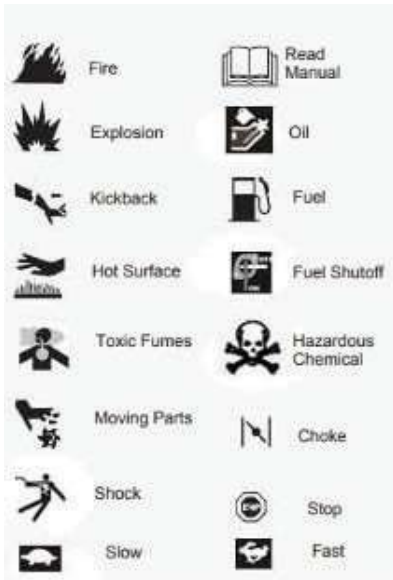 Fire
Read
Manual
Explosion
Oil
Kickback
Fuel
Hot Surface
Fuel Shutoff
Toxic Fumes
Hazardous
Chemical
Moving Parts
Choke
Shock
Stop
Slow
Fast